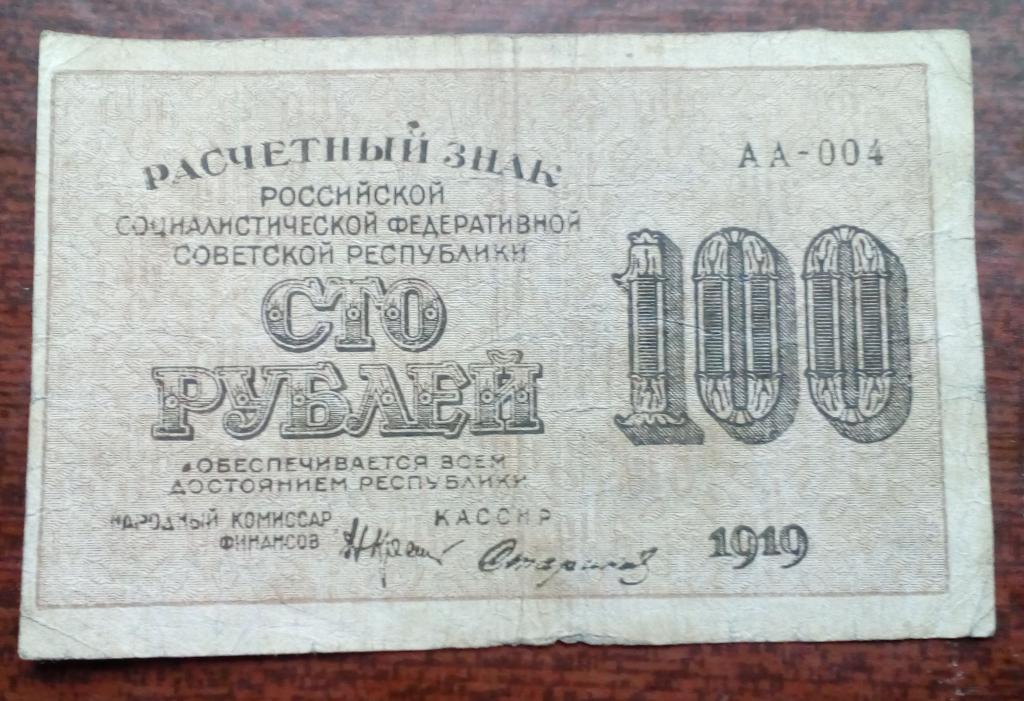 РАСЧЕТНЫЙ ЗНАК
РОССИЙСКОЙ
СОЦИАЛИСТИЧЕСКОЙ ФЕДЕРАТИВНОЙ
СОВЕТСКОЙ РЕСПУБЛИКИ
СТО
РУБЛЕЙ
ОБЕСПЕЧИВАЕТСЯ ВСЕМ
ДОСТОЯНИЕМ РЕСПУБЛИКИ
НАРОДНЫЙ КОМИССАР
ФИНАНСОВ
КАССИР
АА-004
100
1919